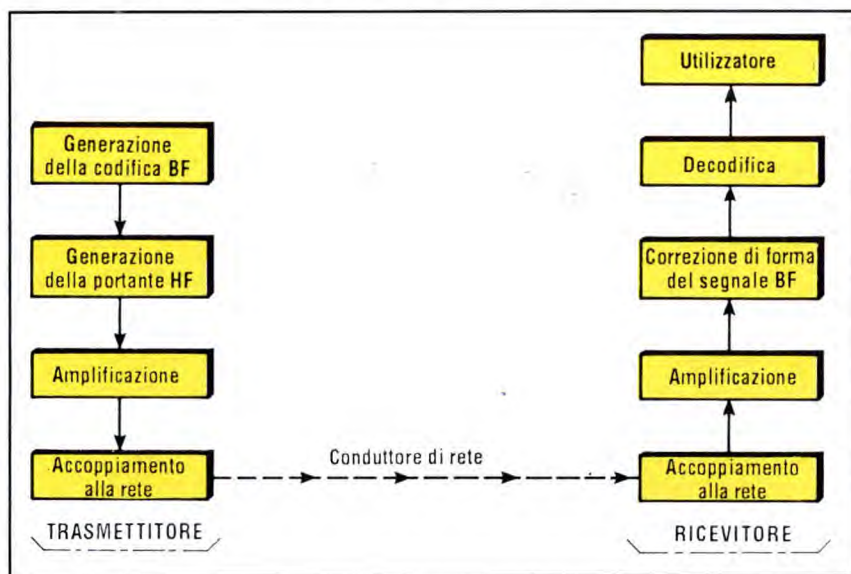 Generazione
della codifica BF
Generazione
della portante HF
Amplificazione
Accoppiamento
alla rete
TRASMETTITORE
Conduttore di rete
Utilizzatore
Decodifica
Correzione di forma
del segnale BF
Amplificazione
Accoppiamento
alla rete
RICEVITORE